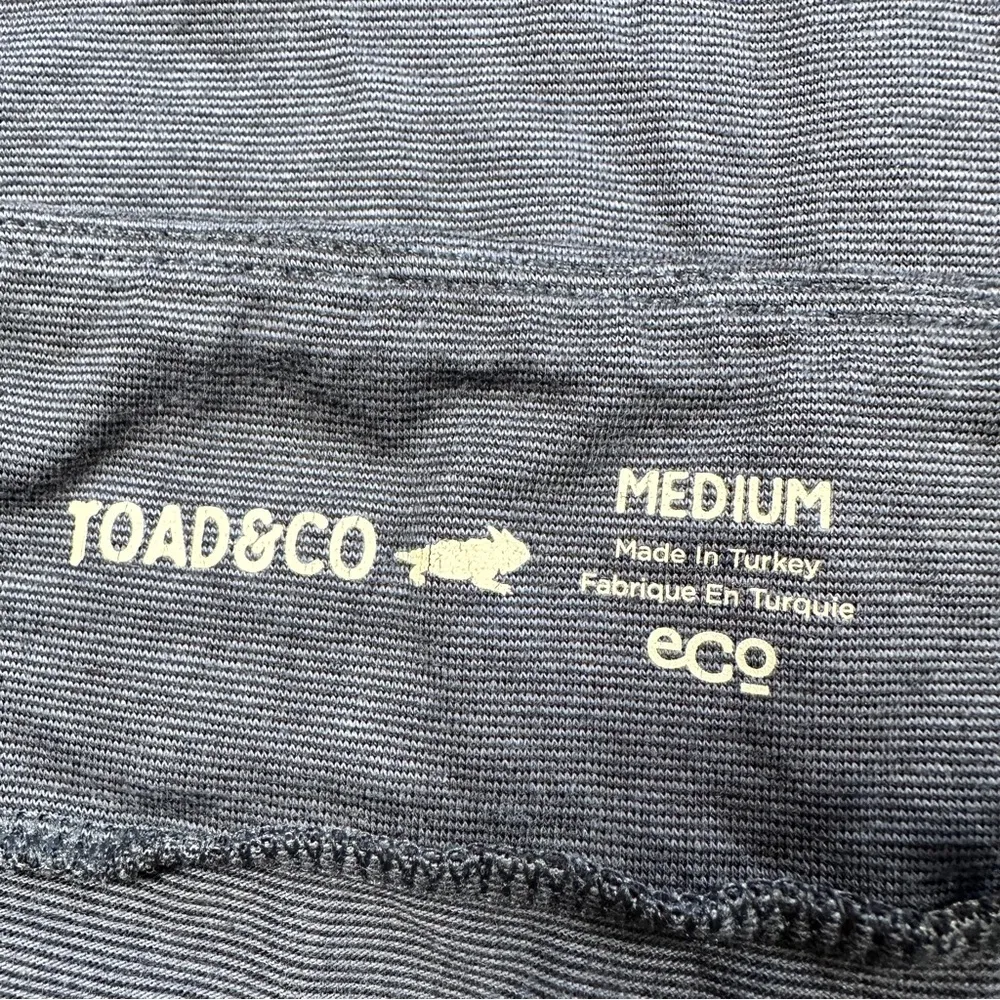 TOAD&CO
MEDIUM
Made In Turkey
Fabrique En Turquie
eco